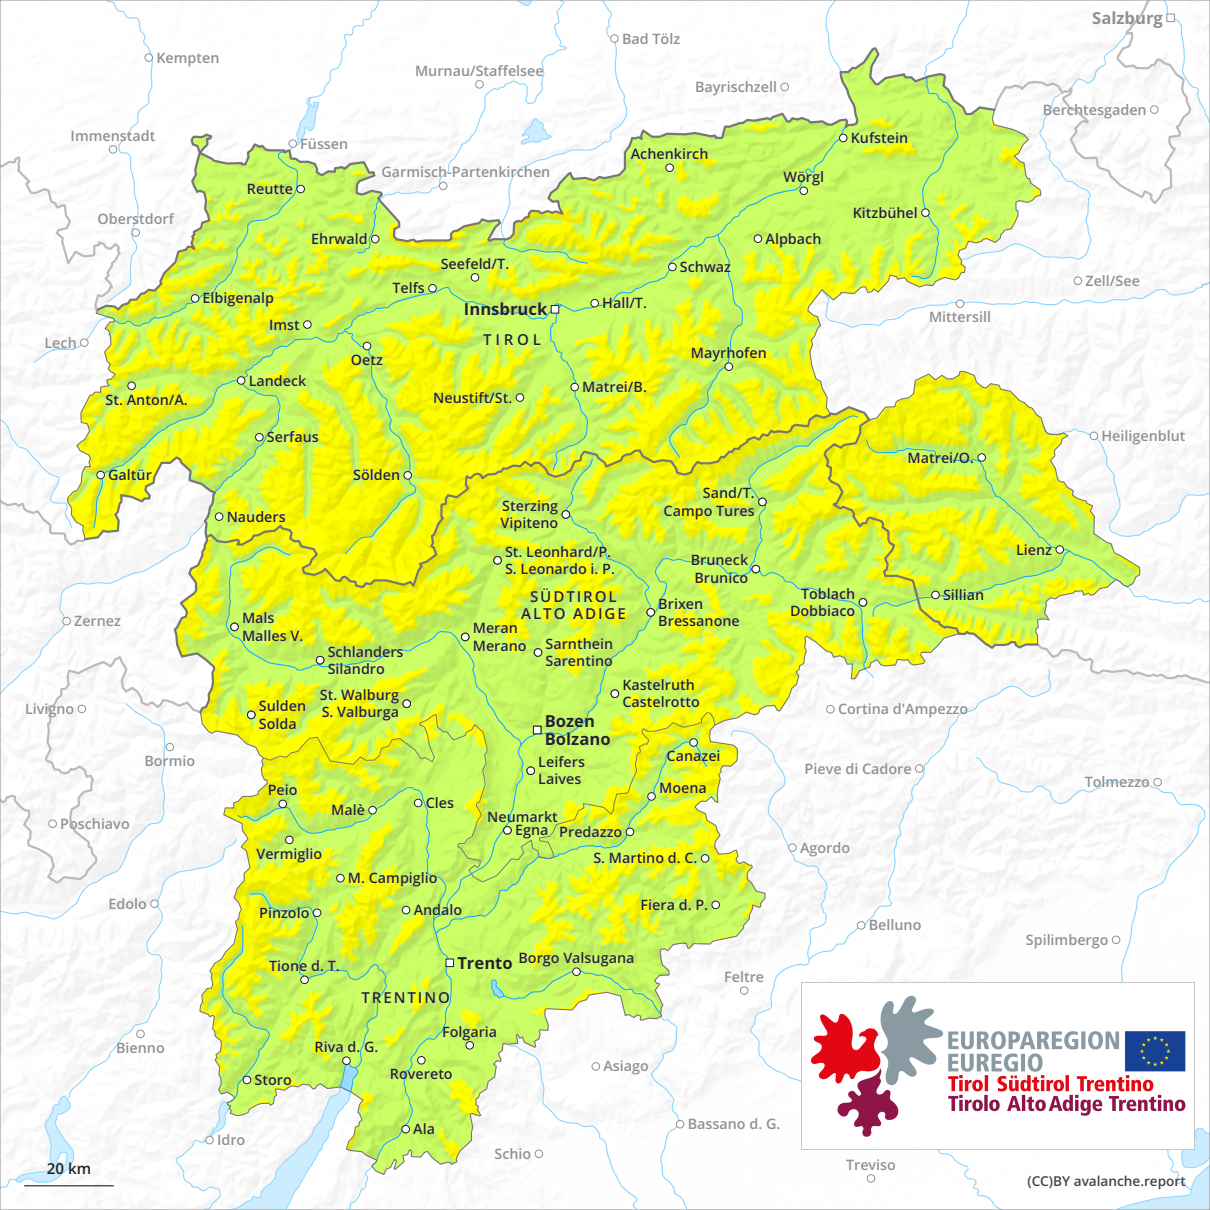 Salzburg
Bad Tölz
Kempten
Murnau/Staffelsee
Bayrischzell
Berchtesgaden
Immenstadt
Füssen
Kufstein
Achenkirch
Garmisch-Partenkirchen
Wörgl
Reutte
Oberstdorf
Kitzbühel
Ehrwald
Alpbach
Seefeld/T.
Schwaz
Zell/See
Telfs
Elbigenalp
Hall/T.
Innsbruck
Mittersill
Imst
TIROL
Lech
Oetz
Mayrhofen
Landeck
Matrei/B.
St. Anton/A.
Neustift/St.
Serfaus
Heiligenblut
Matrei/O.
Galtür
Sölden
Sand/T.
Campo Tures
Sterzing
Vipiteno
Nauders
Lienz
St. Leonhard/P.
S. Leonardo i. P.
Bruneck
Brunico
SÜDTIROL
ALTO ADIGE
Toblach
Dobbiaco
Sillian
Brixen
Bressanone
Zernez
Mals
Malles V.
Meran
Merano
Sarnthein
Sarentino
Schlanders
Silandro
Kastelruth
Castelrotto
St. Walburg
S. Valburga
Livigno
Sulden
Solda
Cortina d'Ampezzo
Bozen
Bolzano
Bormio
Canazei
Leifers
Laives
Pieve di Cadore
Tolmezzo
Peio
Moena
Malè
Cles
Neumarkt
Egna
Predazzo
Poschiavo
Vermiglio
Agordo
S. Martino d. C.
M. Campiglio
Edolo
Pinzolo
Andalo
Fiera d. P.
Belluno
Spilimbergo
Borgo Valsugana
Trento
Tione d. T.
Feltre
TRENTINO
Folgaria
Bienno
Riva d. G.
Asiago
Rovereto
Storo
EUROPAREGION
EUREGIO
Tirol Südtirol Trentino
Tirolo Alto Adige Trentino
Ala
Bassano d. G.
Idro
Schio
Treviso
20 km
(CC)BY avalanche.report